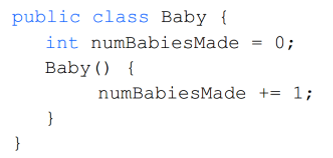 public class Baby {
   int numBabiesMade = 0;
   Baby() {
        numBabiesMade += 1;
   }
}